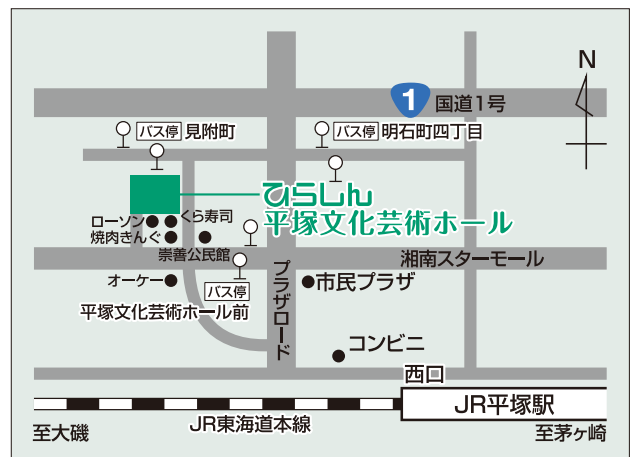 N
1
国道1号
バス停 見附町
バス停 明石町四丁目
ひらしん
平塚文化芸術ホール
ローソン
くら寿司
焼肉きんぐ
崇善公民館
湘南スターモール
オーケー
バス停
平塚文化芸術ホール前
プラザロード
市民プラザ
コンビニ
西口
JR平塚駅
JR東海道本線
至大磯
至茅ヶ崎